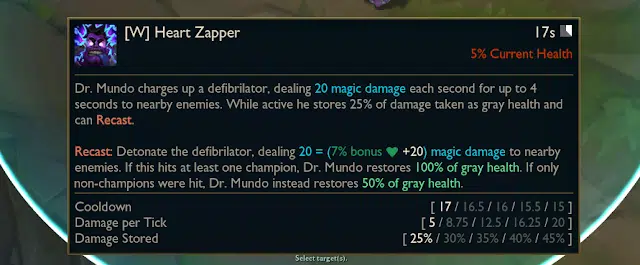 [W] Heart Zapper
17s
5% Current Health
Dr. Mundo charges up a defibrilator, dealing 20 magic damage each second for up to 4
seconds to nearby enemies. While active he stores 25% of damage taken as gray health and
can Recast.
Recast: Detonate the defibrilator, dealing 20 = (7% bonus +20) magic damage to nearby
enemies. If this hits at least one champion, Dr. Mundo restores 100% of gray health. If only
non-champions were hit, Dr. Mundo instead restores 50% of gray health.
Cooldown [ 17 / 16.5 / 16 / 15.5 / 15 ]
Damage per Tick [ 5 / 8.75 / 12.5 / 16.25 / 20 ]
Damage Stored [ 25% / 30% / 35% / 40% / 45% ]
Select target(s).